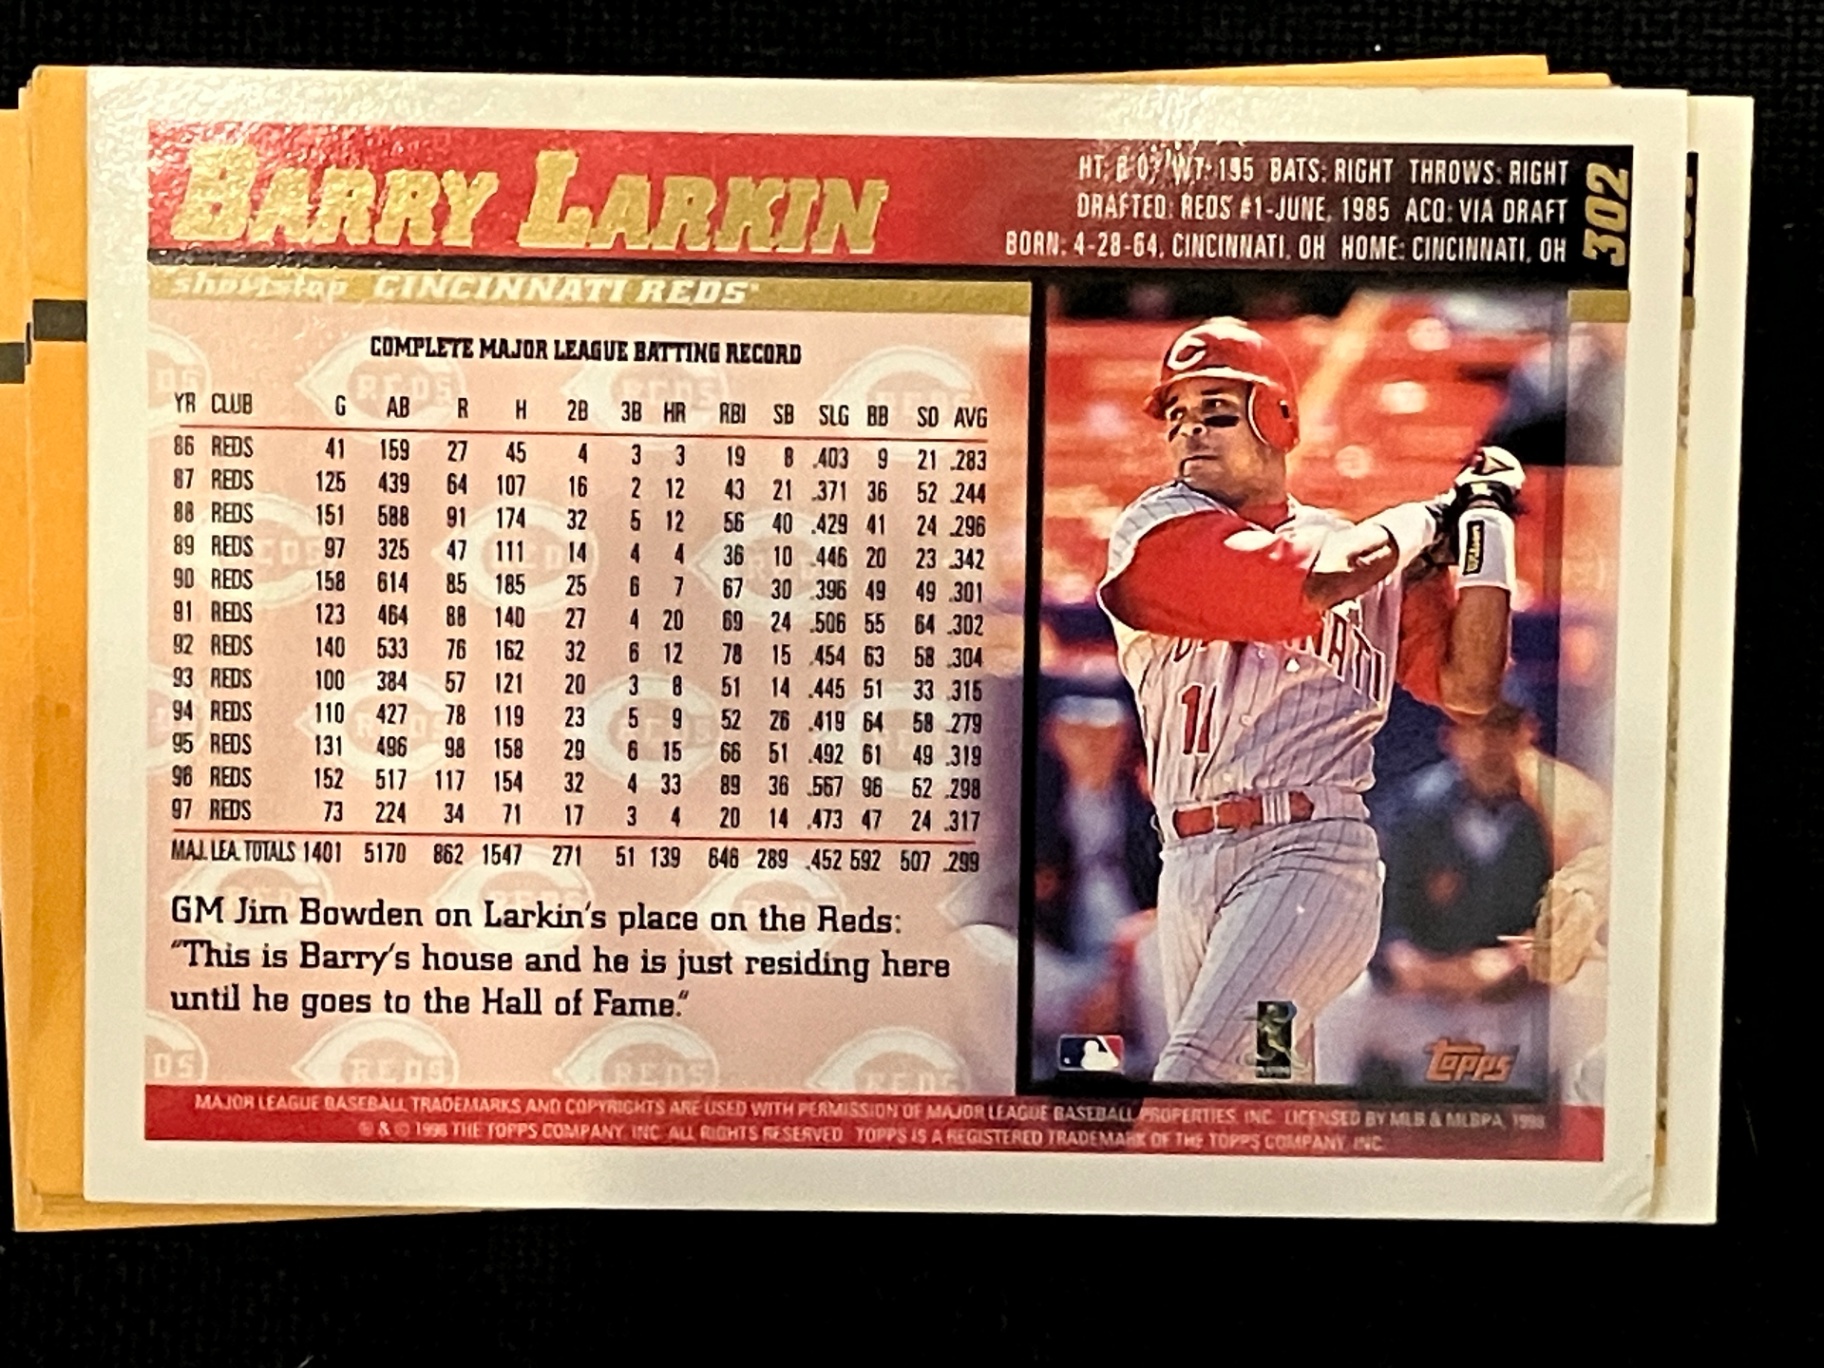 BARRY LARKIN
HT: 6'0" WT: 195 BATS: RIGHT THROWS: RIGHT
DRAFTED: REDS #1-JUNE, 1985 ACQ: VIA DRAFT
BORN: 4-28-64, CINCINNATI, OH HOME: CINCINNATI, OH
302
shortstop CINCINNATI REDS
COMPLETE MAJOR LEAGUE BATTING RECORD
YR CLUB G AB R H 2B 3B HR RBI SB SLG BB SO AVG
86 REDS 41 159 27 45 4 3 3 19 8 .403 9 21 .283
87 REDS 125 439 64 107 16 2 12 43 21 .371 36 52 .244
88 REDS 151 588 91 174 32 5 12 56 40 .429 41 24 .296
89 REDS 97 325 47 111 14 4 4 36 10 .446 20 23 .342
90 REDS 158 614 85 185 25 6 7 67 30 .396 49 49 .301
91 REDS 123 464 88 140 27 4 20 69 24 .506 55 64 .302
92 REDS 140 533 76 162 32 6 12 78 15 .454 63 58 .304
93 REDS 100 384 57 121 20 3 8 51 14 .445 51 33 .315
94 REDS 110 427 78 119 23 5 9 52 26 .419 64 58 .279
95 REDS 131 496 98 158 29 6 15 66 51 .492 61 49 .319
96 REDS 152 517 117 154 32 4 33 89 36 .567 96 52 .298
97 REDS 73 224 34 71 17 3 4 20 14 .473 47 24 .317
MAJ. LEA. TOTALS 1401 5170 862 1547 271 51 139 646 289 .452 592 507 .299
GM Jim Bowden on Larkin's place on the Reds:
"This is Barry's house and he is just residing here
until he goes to the Hall of Fame."
11
Topps
MAJOR LEAGUE BASEBALL TRADEMARKS AND COPYRIGHTS ARE USED WITH PERMISSION OF MAJOR LEAGUE BASEBALL PROPERTIES, INC. LICENSED BY MLB & MLBPA, 1998
® & © 1998 THE TOPPS COMPANY, INC. ALL RIGHTS RESERVED. TOPPS IS A REGISTERED TRADEMARK OF THE TOPPS COMPANY, INC.